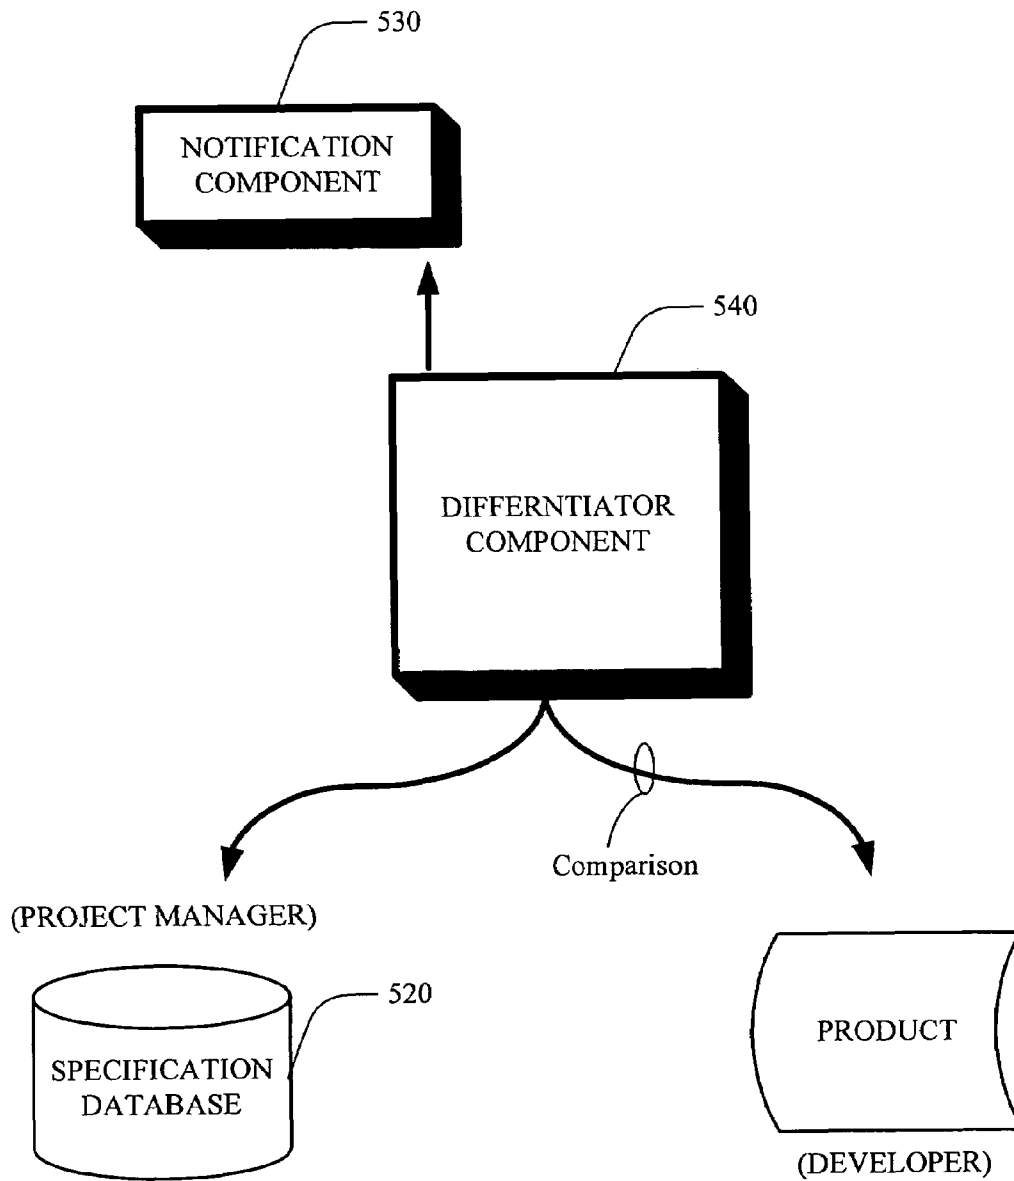 530
NOTIFICATION
COMPONENT
540
DIFFERNTIATOR
COMPONENT
Comparison
(PROJECT MANAGER)
520
SPECIFICATION
DATABASE
PRODUCT
(DEVELOPER)